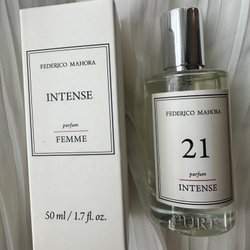 FEDERICO MAHORA
INTENSE
parfum
FEMME
50 ml / 1.7 fl. oz.
FEDERICO MAHORA
21
parfum
INTENSE
PURE